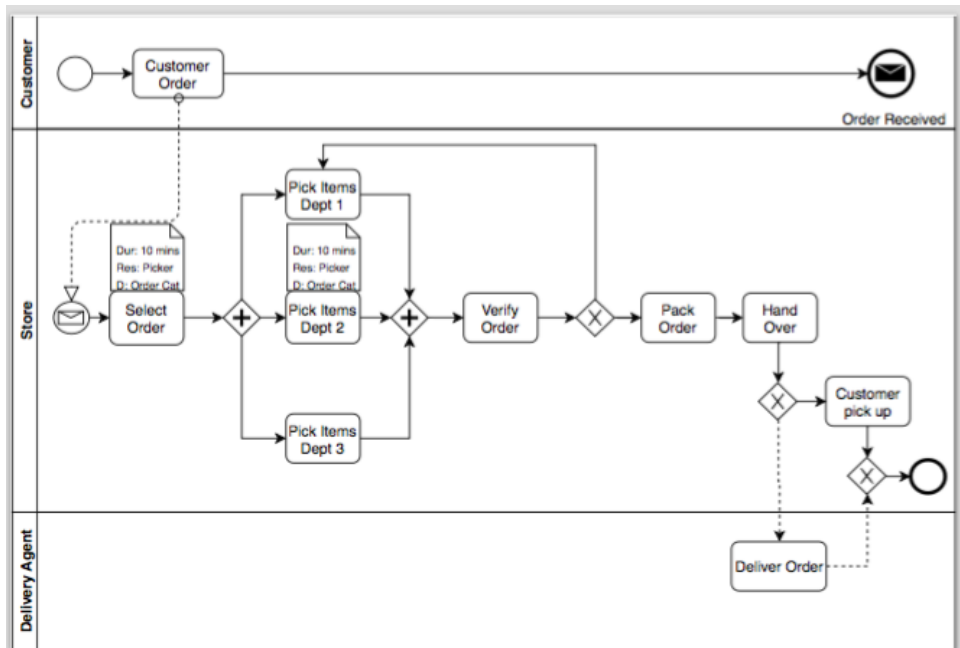 Customer
Customer
Order
Order Received
Store
Pick Items
Dept 1
Dur: 10 mins
Res: Picker
D: Order Cat
Select
Order
Dur: 10 mins
Res: Picker
D: Order Cat
Pick Items
Dept 2
Verify
Order
X
Pack
Order
Hand
Over
X
Customer
pick up
Pick Items
Dept 3
X
Delivery Agent
Deliver Order